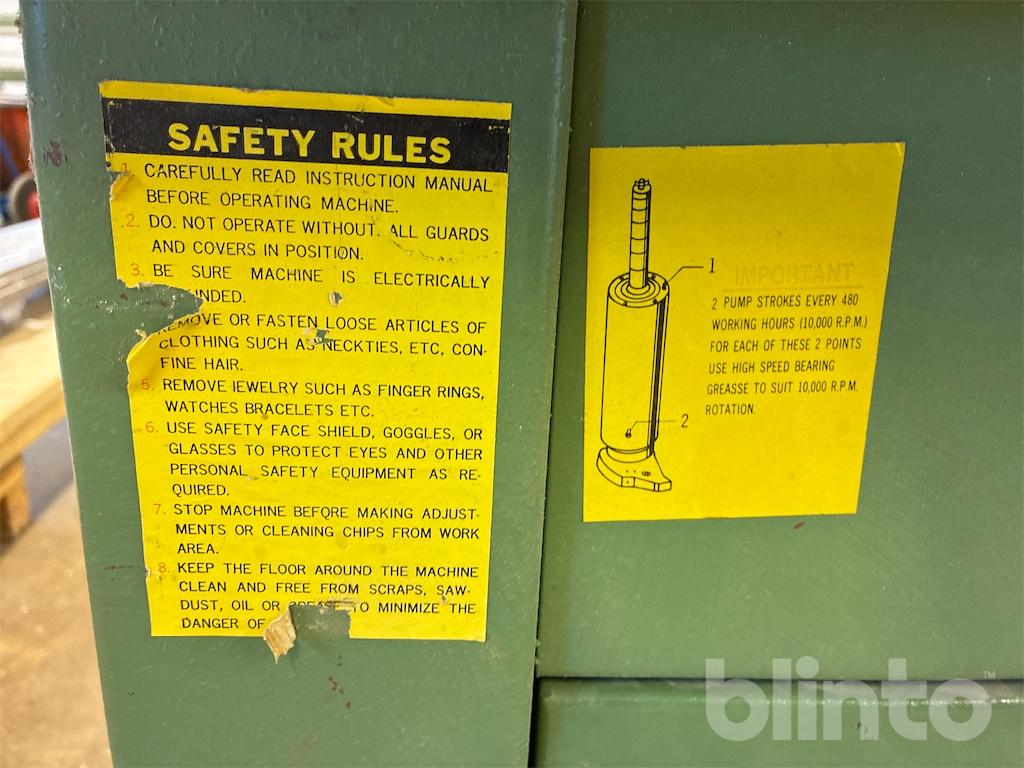 SAFETY RULES
1. CAREFULLY READ INSTRUCTION MANUAL
BEFORE OPERATING MACHINE.
2. DO. NOT OPERATE WITHOUT. ALL GUARDS
AND COVERS IN POSITION.
3. BE SURE MACHINE IS ELECTRICALLY
UNDED.
REMOVE OR FASTEN LOOSE ARTICLES OF
CLOTHING SUCH AS NECKTIES, ETC, CON-
FINE HAIR.
5. REMOVE IEWELRY SUCH AS FINGER RINGS,
WATCHES BRACELETS ETC.
6. USE SAFETY FACE SHIELD, GOGGLES, OR
GLASSES TO PROTECT EYES AND OTHER
PERSONAL SAFETY EQUIPMENT AS RE-
QUIRED.
7. STOP MACHINE BEFORE MAKING ADJUST-
MENTS OR CLEANING CHIPS FROM WORK
AREA.
8. KEEP THE FLOOR AROUND THE MACHINE
CLEAN AND FREE FROM SCRAPS, SAW-
DUST, OIL OR GREASE TO MINIMIZE THE
DANGER OF
1
2
IMPORTANT
2 PUMP STROKES EVERY 480
WORKING HOURS (10,000 R.P.M.)
FOR EACH OF THESE 2 POINTS
USE HIGH SPEED BEARING
GREASSE TO SUIT 10,000 R.P.M.
ROTATION.
blinto™